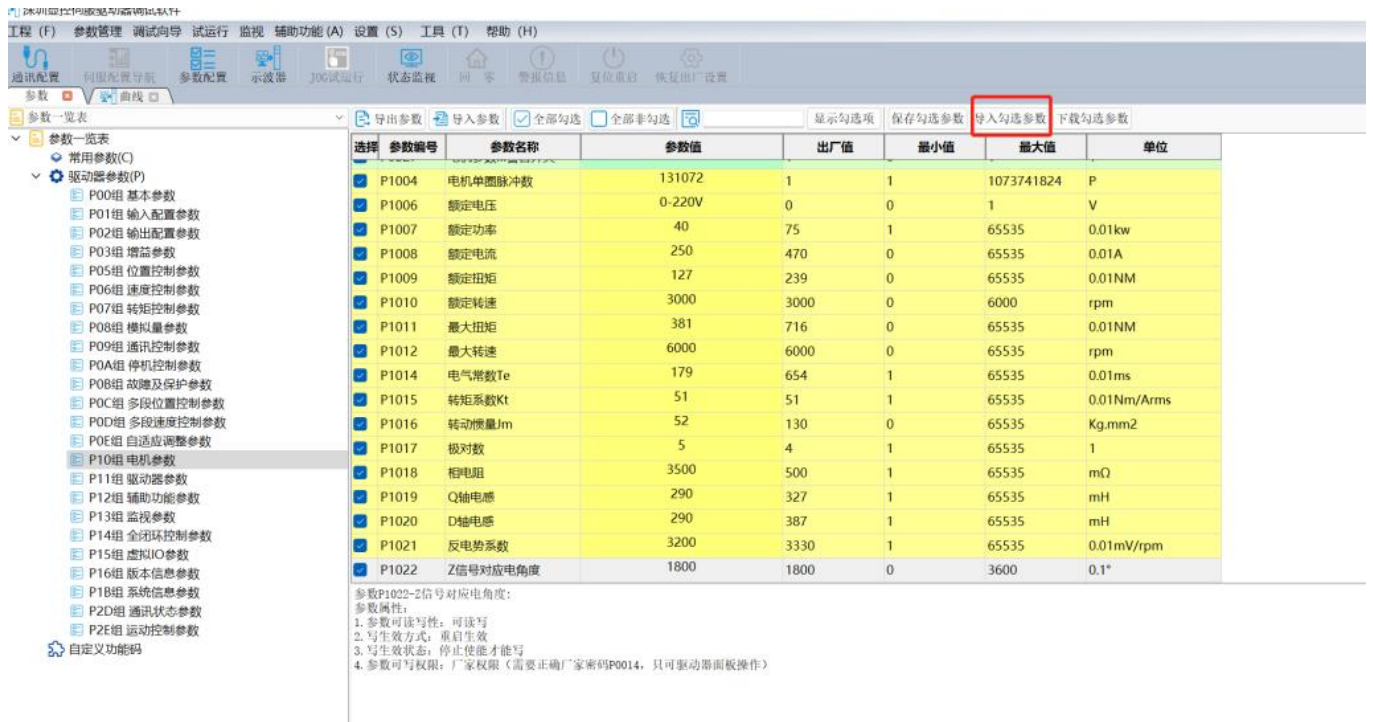 深圳显控伺服驱动器调试软件
工程 (F) 参数管理 调试向导 试运行 监视 辅助功能 (A) 设置 (S) 工具 (T) 帮助 (H)
通讯配置 伺服配置导航 参数配置 示波器 JOG试运行 状态监视 回 零 警报信息 复位重启 恢复出厂设置
参数 曲线
参数一览表 导出参数 导入参数 全部勾选 全部非勾选 显示勾选项 保存勾选参数 导入勾选参数 下载勾选参数
参数一览表
常用参数(C)
驱动器参数(P)
P00组 基本参数
P01组 输入配置参数
P02组 输出配置参数
P03组 增益参数
P05组 位置控制参数
P06组 速度控制参数
P07组 转矩控制参数
P08组 模拟量参数
P09组 通讯控制参数
P0A组 停机控制参数
P0B组 故障及保护参数
P0C组 多段位置控制参数
P0D组 多段速度控制参数
P0E组 自适应调整参数
P10组 电机参数
P11组 驱动器参数
P12组 辅助功能参数
P13组 监视参数
P14组 全闭环控制参数
P15组 虚拟IO参数
P16组 版本信息参数
P1B组 系统信息参数
P2D组 通讯状态参数
P2E组 运动控制参数
自定义功能码
选择 参数编号 参数名称 参数值 出厂值 最小值 最大值 单位
P1004 电机单圈脉冲数 131072 1 1 1073741824 P
P1006 额定电压 0-220V 0 0 1 V
P1007 额定功率 40 75 1 65535 0.01kw
P1008 额定电流 250 470 0 65535 0.01A
P1009 额定扭矩 127 239 0 65535 0.01NM
P1010 额定转速 3000 3000 0 6000 rpm
P1011 最大扭矩 381 716 0 65535 0.01NM
P1012 最大转速 6000 6000 0 65535 rpm
P1014 电气常数Te 179 654 1 65535 0.01ms
P1015 转矩系数Kt 51 51 1 65535 0.01Nm/Arms
P1016 转动惯量Jm 52 130 0 65535 Kg.mm2
P1017 极对数 5 4 1 65535 1
P1018 相电阻 3500 500 1 65535 mΩ
P1019 Q轴电感 290 327 1 65535 mH
P1020 D轴电感 290 387 1 65535 mH
P1021 反电势系数 3200 3330 1 65535 0.01mV/rpm
P1022 Z信号对应电角度 1800 1800 0 3600 0.1°
参数P1022-Z信号对应电角度:
参数属性:
1. 参数可读写性: 可读写
2. 写生效方式: 重启生效
3. 写生效状态: 停止使能才能写
4. 参数可写权限: 厂家权限（需要正确厂家密码P0014, 只可驱动器面板操作）